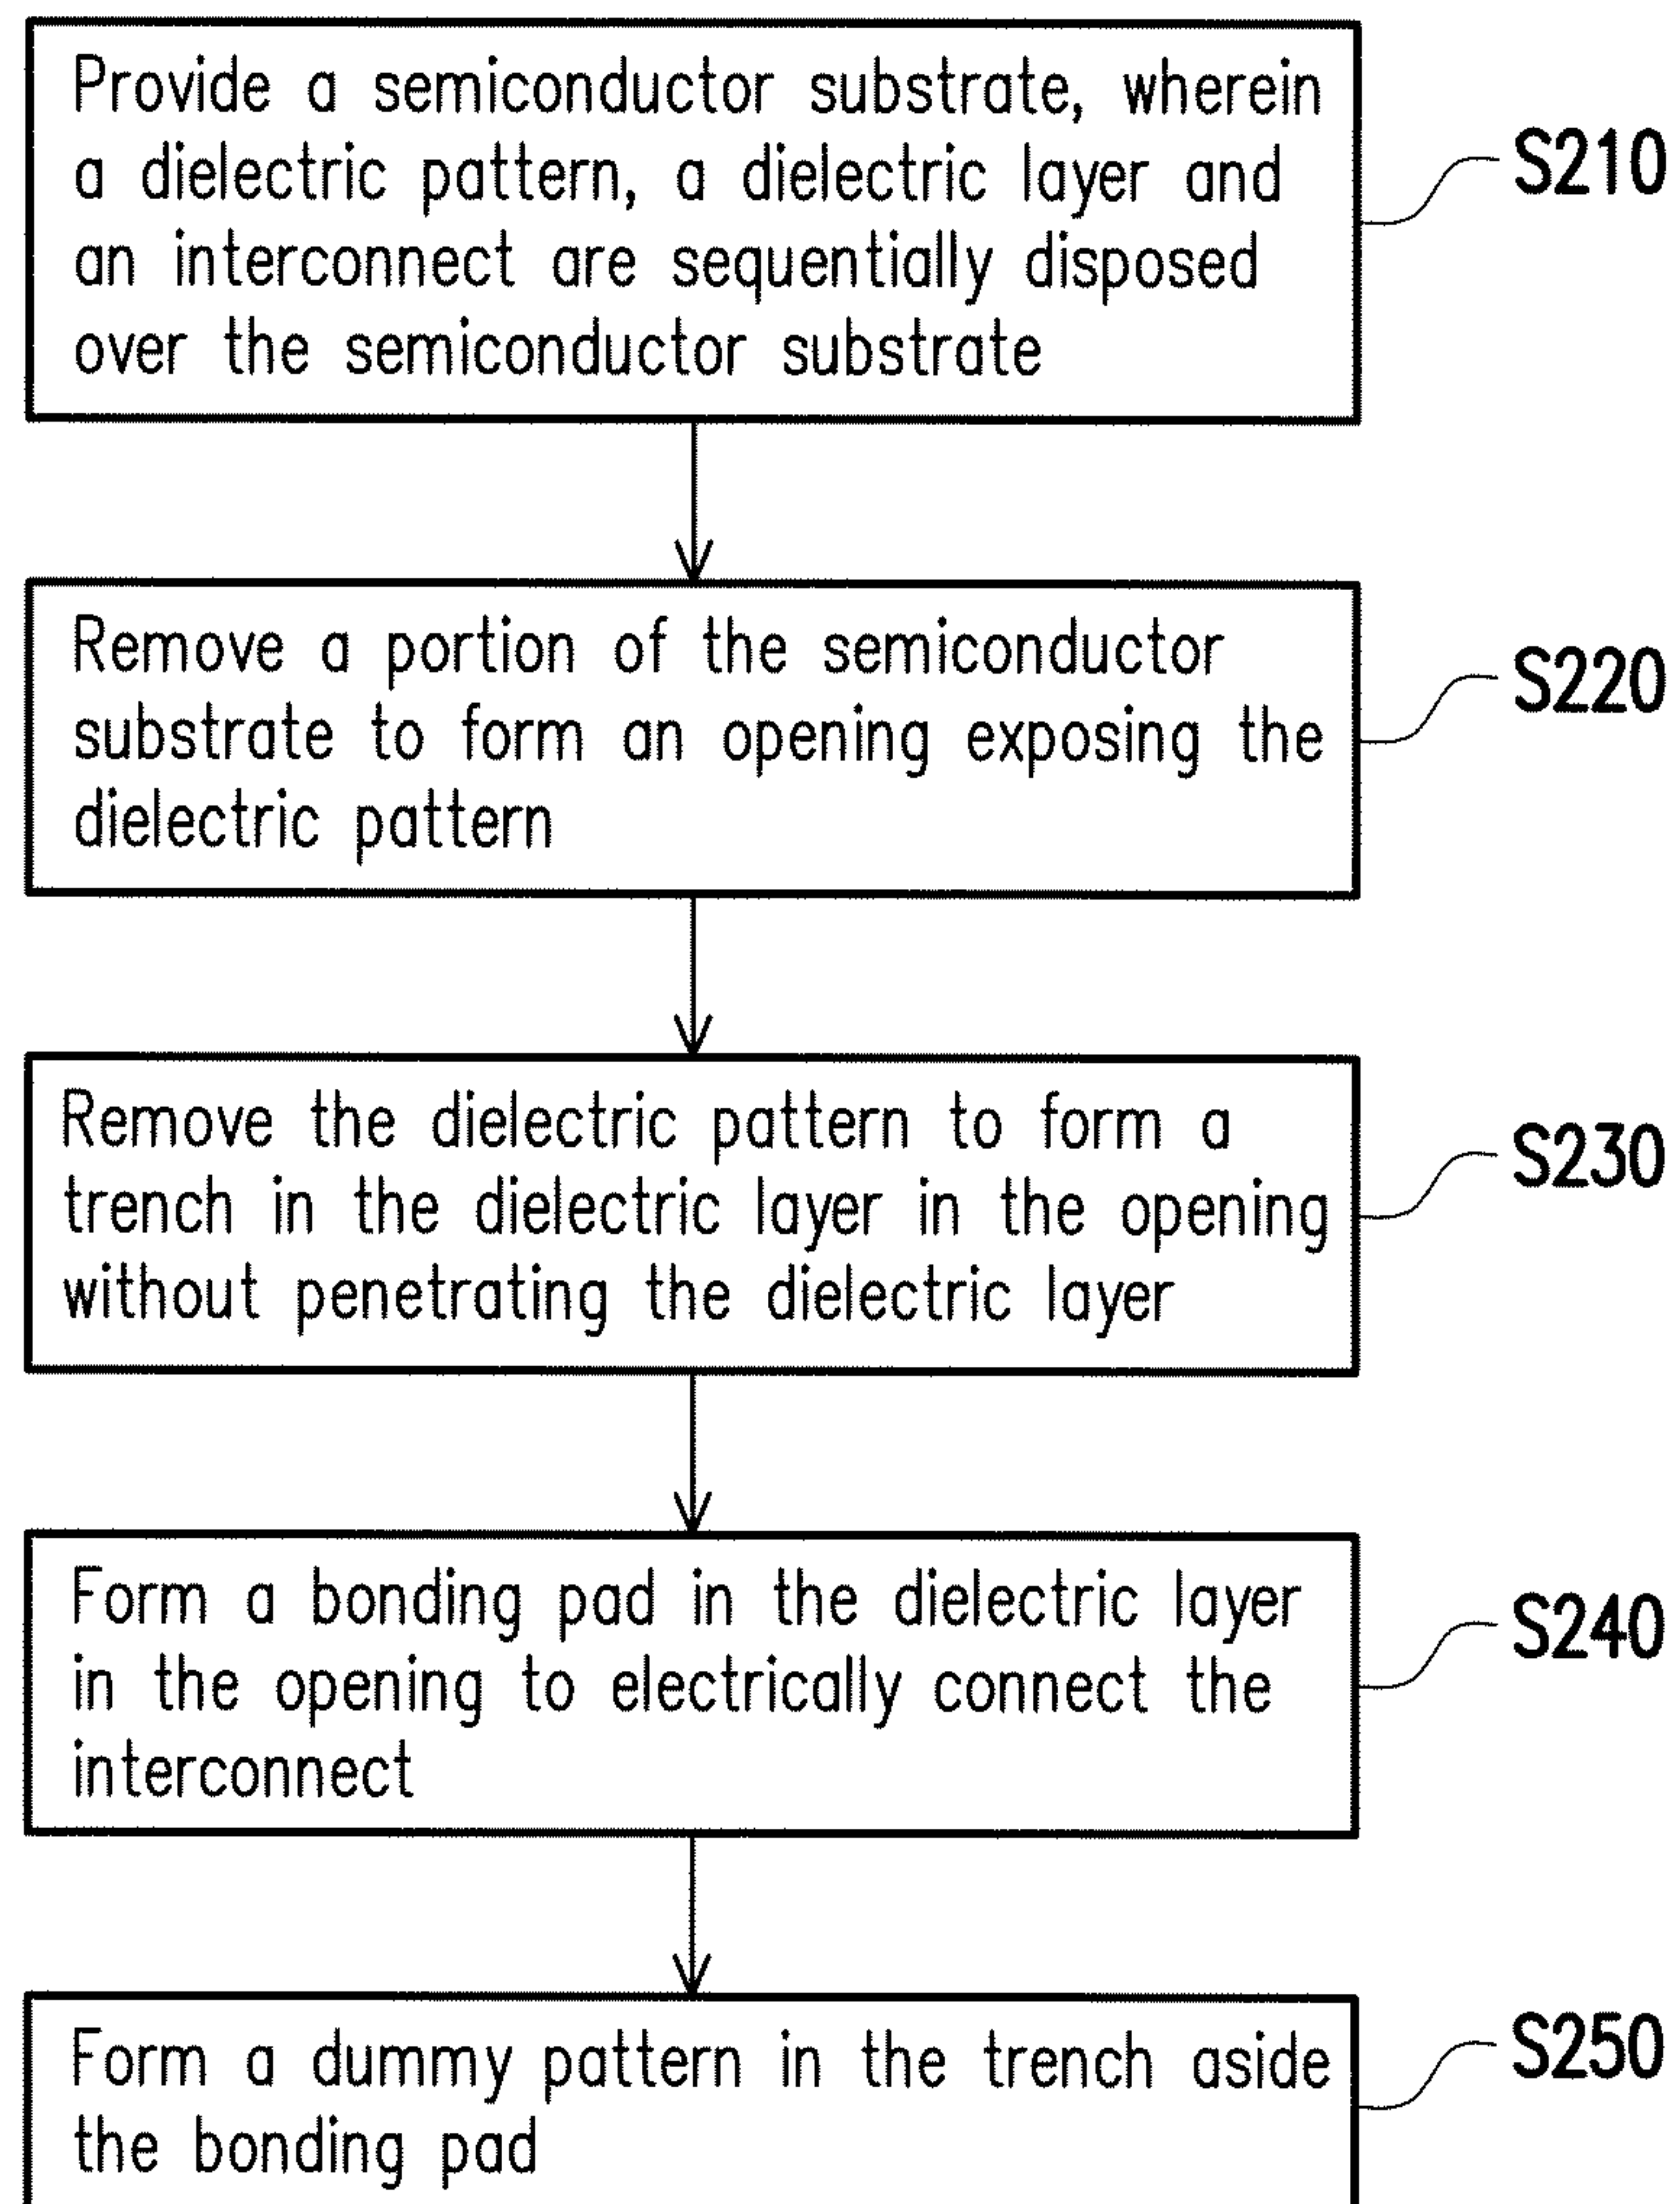 Provide a semiconductor substrate, wherein
a dielectric pattern, a dielectric layer and
an interconnect are sequentially disposed
over the semiconductor substrate
S210
Remove a portion of the semiconductor
substrate to form an opening exposing the
dielectric pattern
S220
Remove the dielectric pattern to form a
trench in the dielectric layer in the opening
without penetrating the dielectric layer
S230
Form a bonding pad in the dielectric layer
in the opening to electrically connect the
interconnect
S240
Form a dummy pattern in the trench aside
the bonding pad
S250